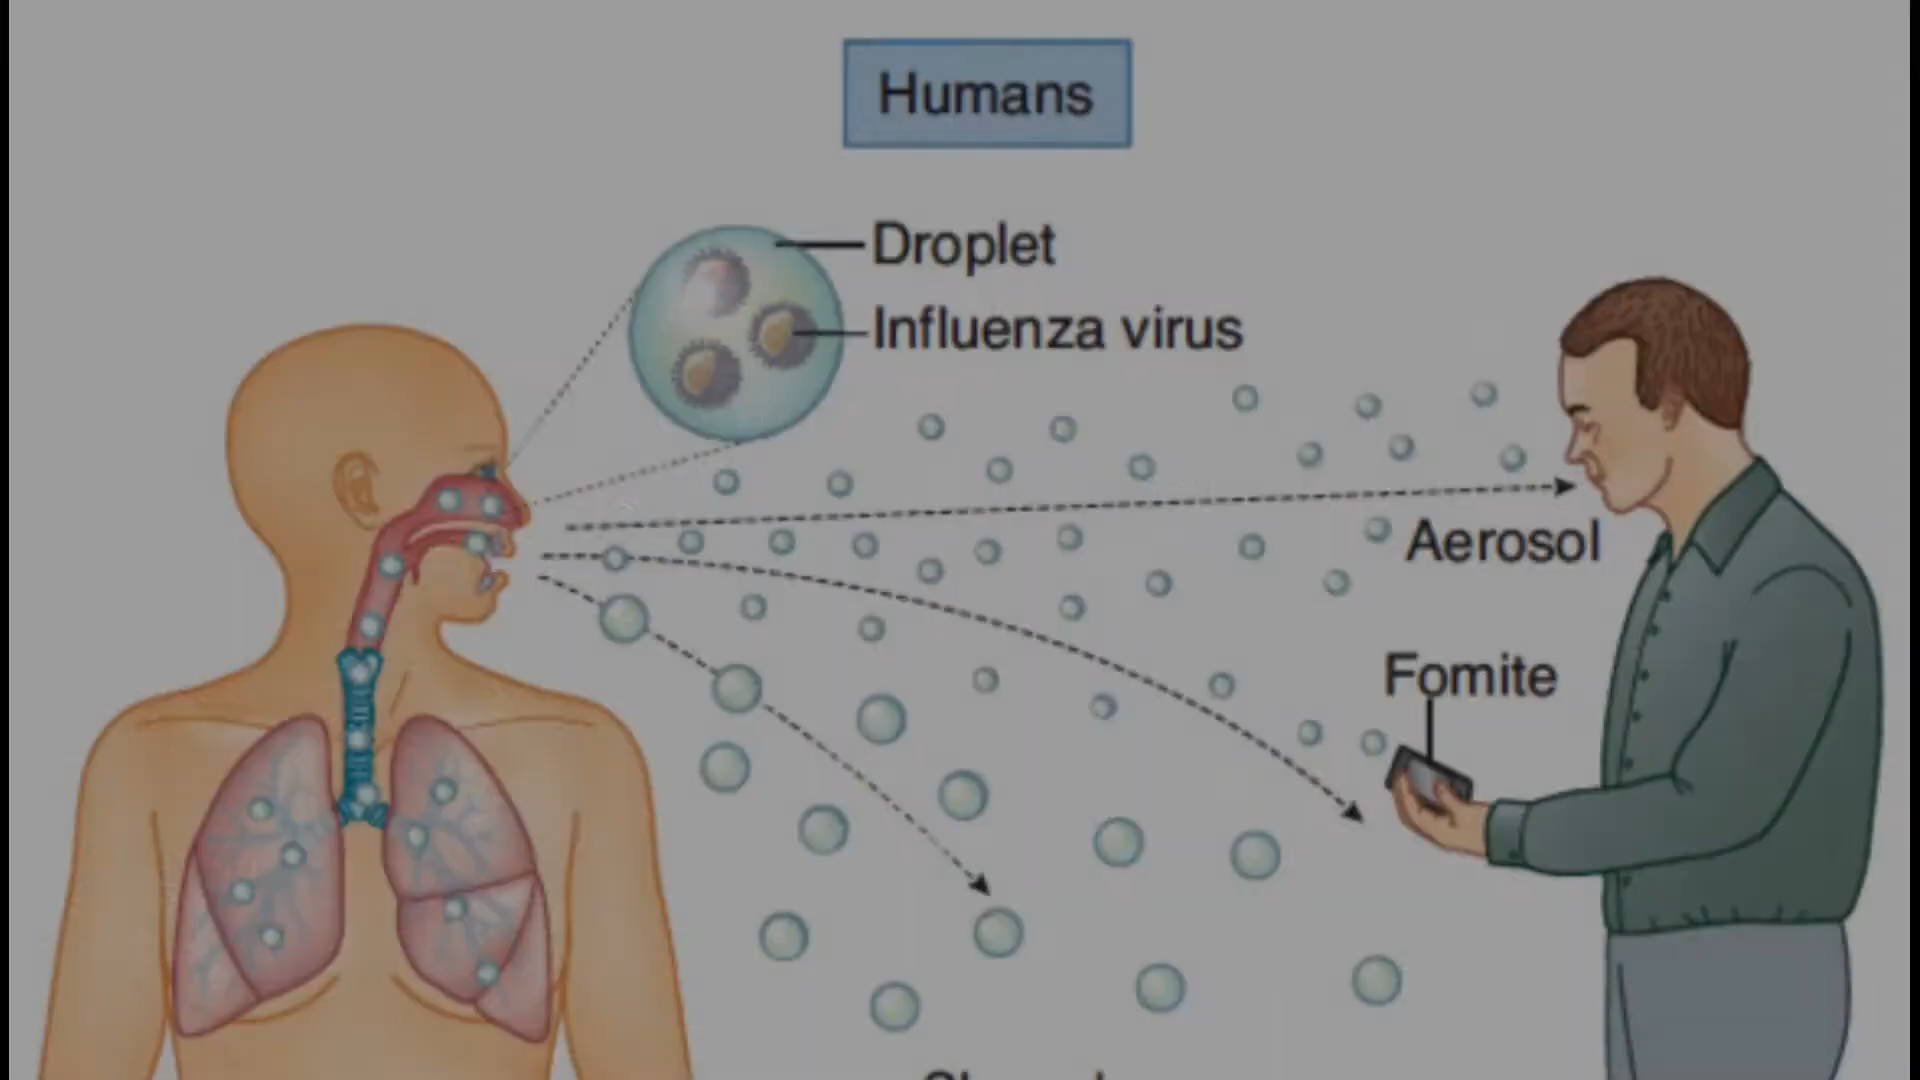 Humans
Droplet
Influenza virus
Aerosol
Fomite